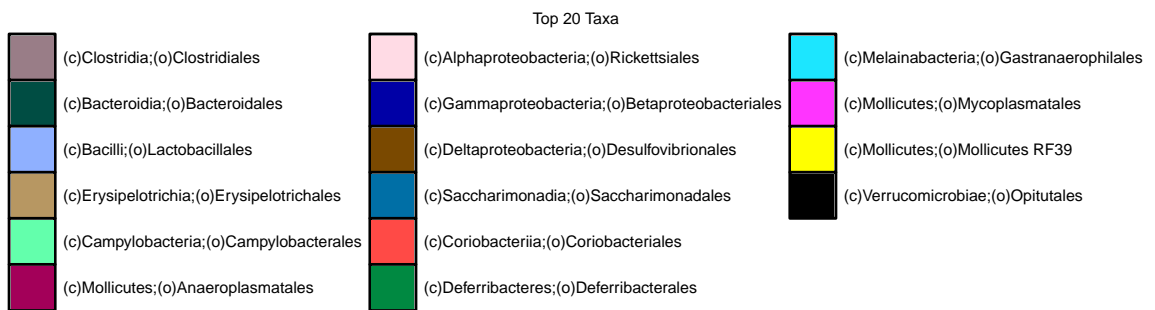 Top 20 Taxa
(c)Clostridia;(o)Clostridiales
(c)Bacteroidia;(o)Bacteroidales
(c)Bacilli;(o)Lactobacillales
(c)Erysipelotrichia;(o)Erysipelotrichales
(c)Campylobacteria;(o)Campylobacterales
(c)Mollicutes;(o)Anaeroplasmatales
(c)Alphaproteobacteria;(o)Rickettsiales
(c)Gammaproteobacteria;(o)Betaproteobacteriales
(c)Deltaproteobacteria;(o)Desulfovibrionales
(c)Saccharimonadia;(o)Saccharimonadales
(c)Coriobacteriia;(o)Coriobacteriales
(c)Deferribacteres;(o)Deferribacterales
(c)Melainabacteria;(o)Gastranaerophilales
(c)Mollicutes;(o)Mycoplasmatales
(c)Mollicutes;(o)Mollicutes RF39
(c)Verrucomicrobiae;(o)Opitutales